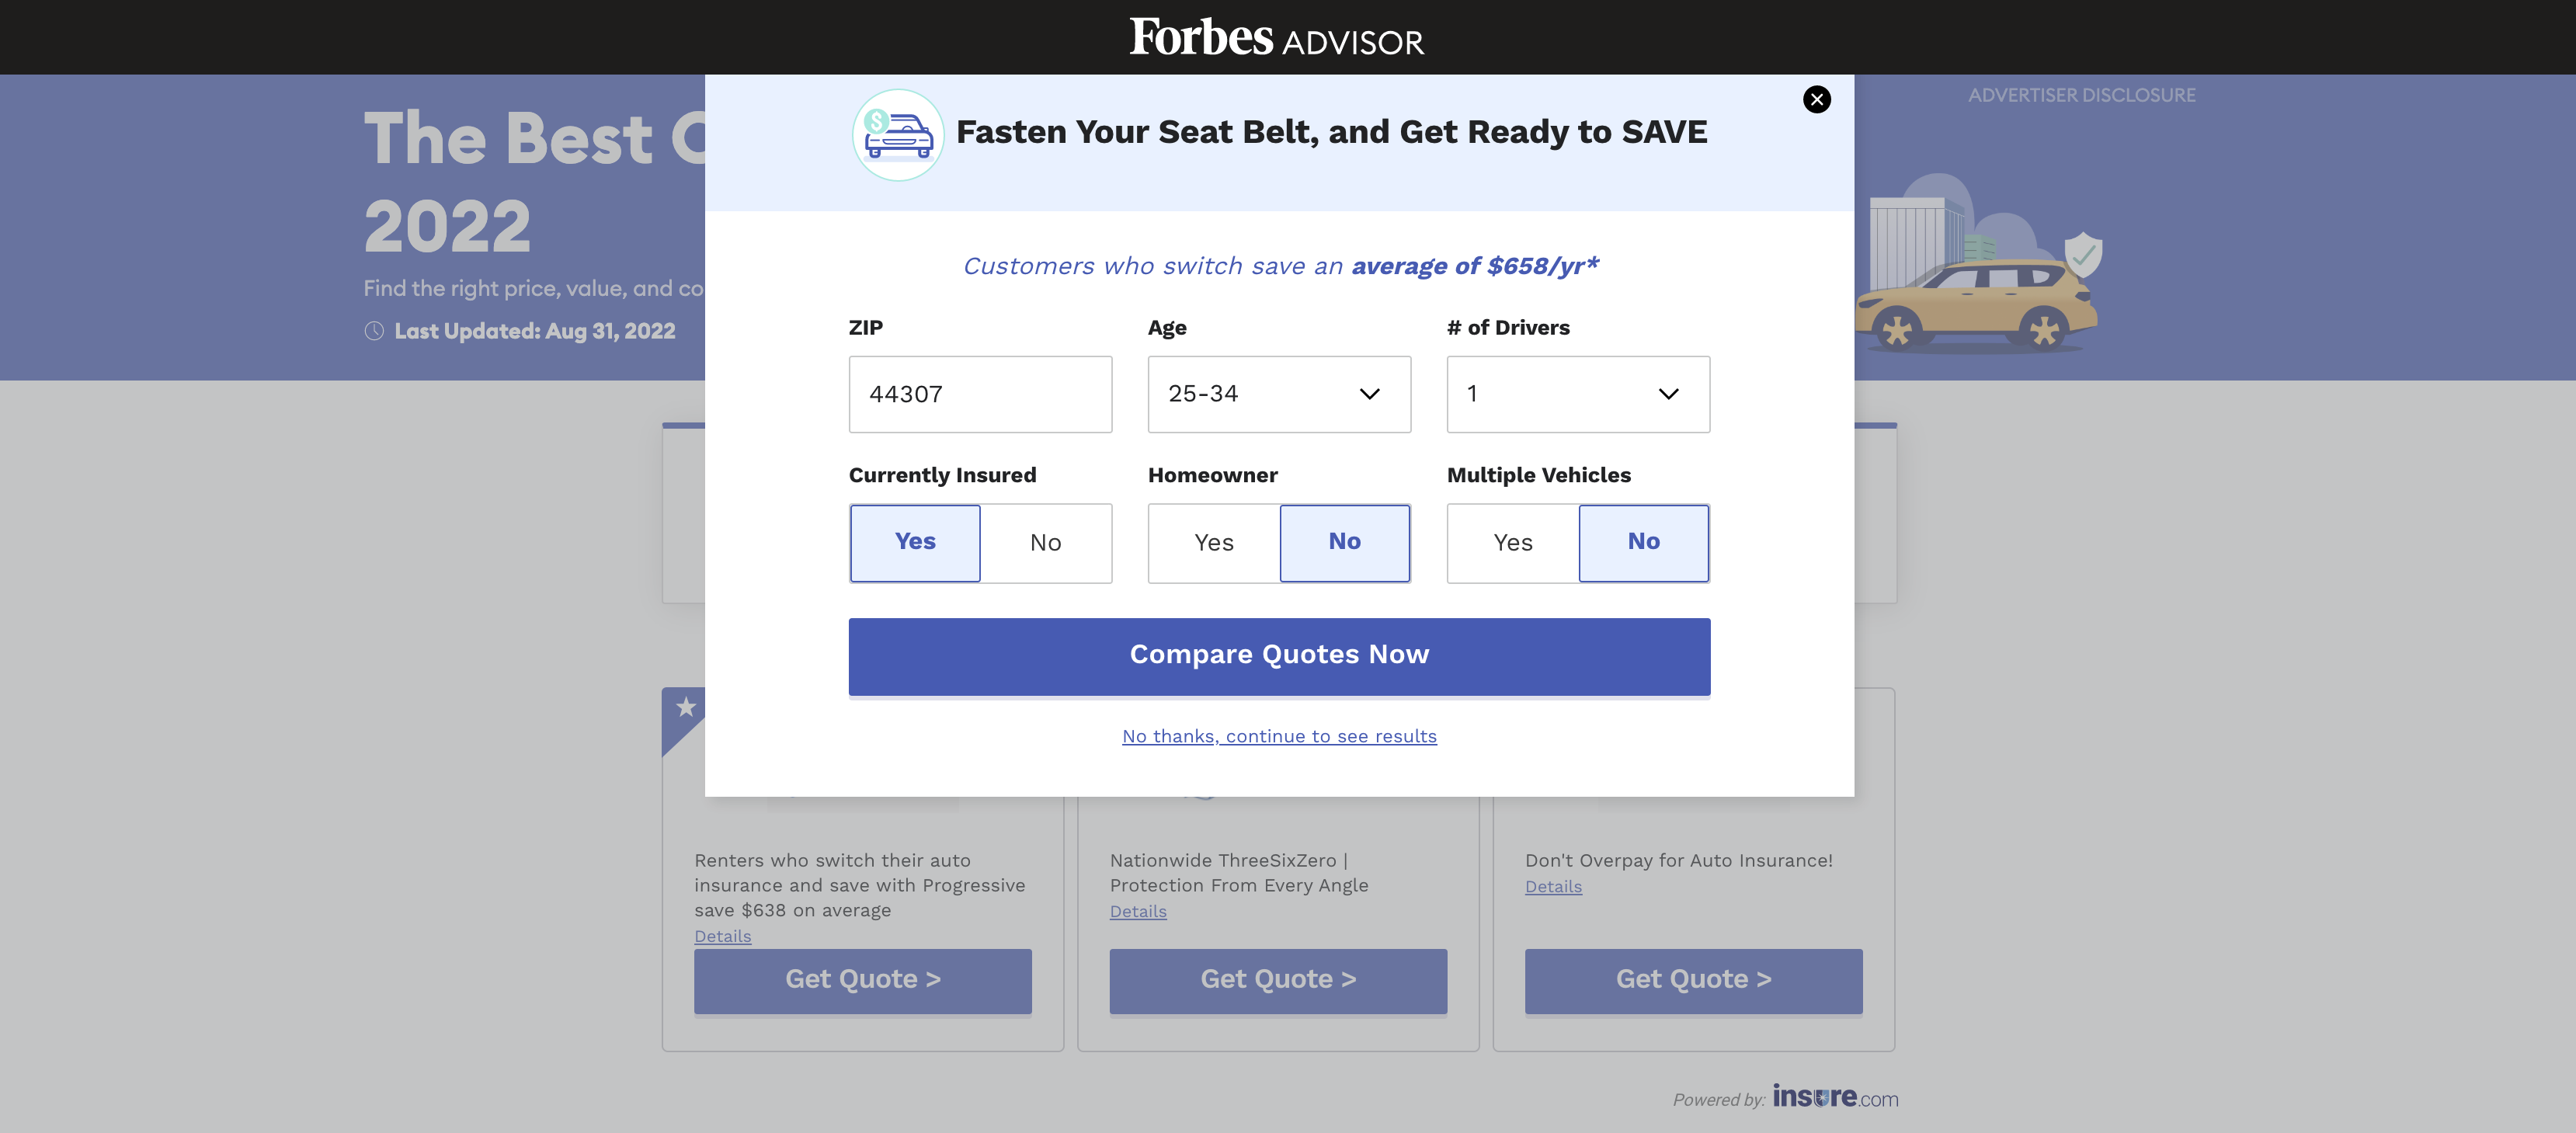 Forbes ADVISOR
ADVERTISER DISCLOSURE
The Best
2022
Find the right price, value, and
Last Updated: Aug 31, 2022
$
Fasten Your Seat Belt, and Get Ready to SAVE
Customers who switch save an average of $658/yr*
ZIP
Age
# of Drivers
44307
25-34
1
Currently Insured
Homeowner
Multiple Vehicles
Yes
No
Yes
No
Yes
No
Compare Quotes Now
No thanks, continue to see results
Renters who switch their auto
insurance and save with Progressive
save $638 on average
Details
Get Quote >
Nationwide ThreeSixZero |
Protection From Every Angle
Details
Get Quote >
Don't Overpay for Auto Insurance!
Details
Get Quote >
Powered by: insure.com